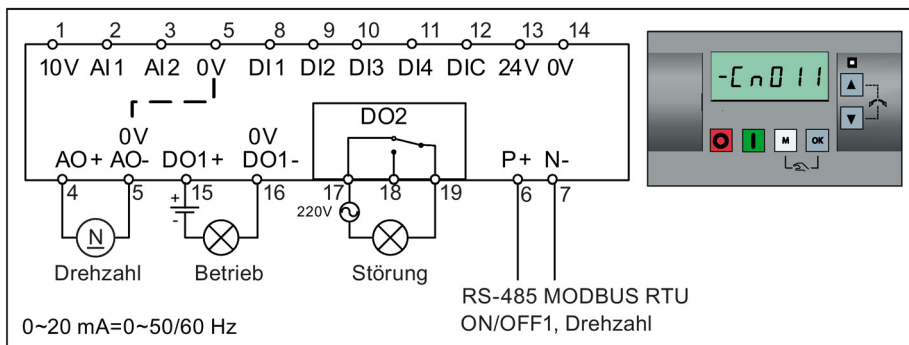 1 2 3 5 8 9 10 11 12 13 14
10V AI1 AI2 0V DI1 DI2 DI3 DI4 DIC 24V 0V
-Cn011
DO2
0V 0V
AO+ AO- DO1+ DO1- P+ N-
M OK
4 5 15 16 17 18 19 6 7
+
-
220V
N
Drehzahl Betrieb Störung
RS-485 MODBUS RTU
ON/OFF1, Drehzahl
0~20 mA=0~50/60 Hz